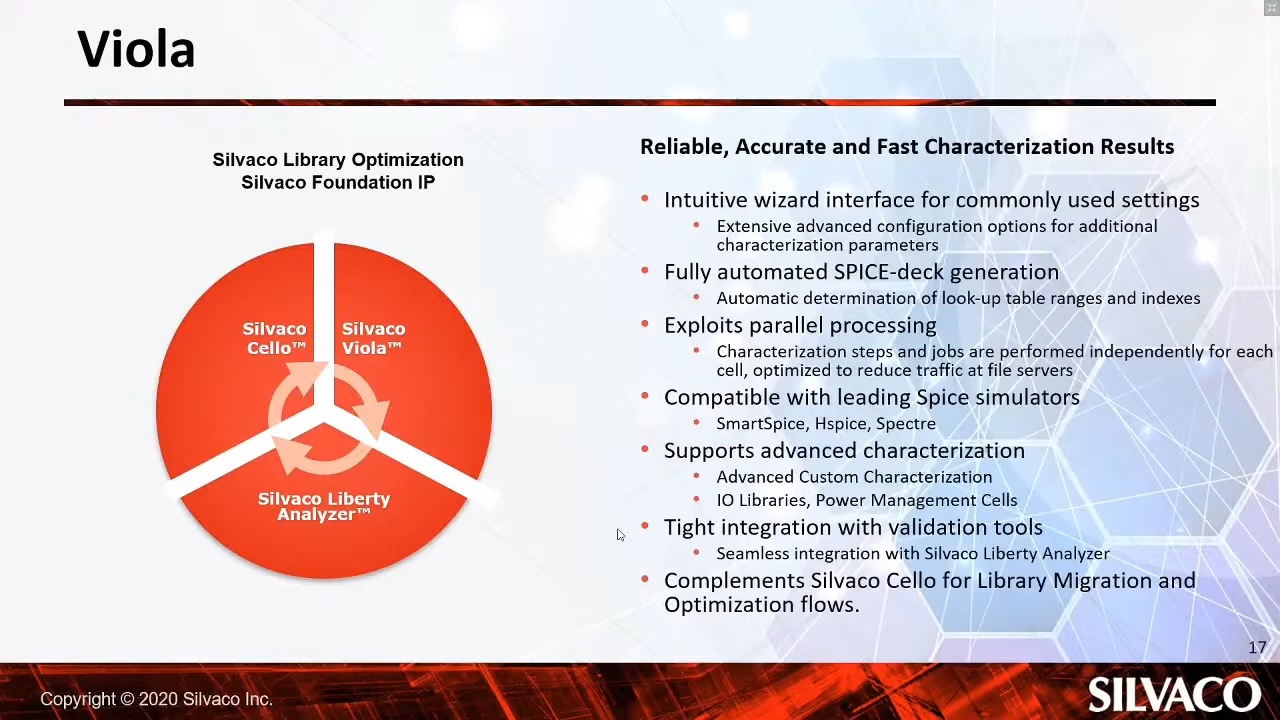 Viola
Silvaco Library Optimization
Silvaco Foundation IP
Silvaco
Cello™
Silvaco
Viola™
Silvaco Liberty
Analyzer™
Reliable, Accurate and Fast Characterization Results
• Intuitive wizard interface for commonly used settings
• Extensive advanced configuration options for additional
characterization parameters
• Fully automated SPICE-deck generation
• Automatic determination of look-up table ranges and indexes
• Exploits parallel processing
• Characterization steps and jobs are performed independently for each
cell, optimized to reduce traffic at file servers
• Compatible with leading Spice simulators
• SmartSpice, Hspice, Spectre
• Supports advanced characterization
• Advanced Custom Characterization
• IO Libraries, Power Management Cells
• Tight integration with validation tools
• Seamless integration with Silvaco Liberty Analyzer
• Complements Silvaco Cello for Library Migration and
Optimization flows.
17
Copyright © 2020 Silvaco Inc.
SILVACO